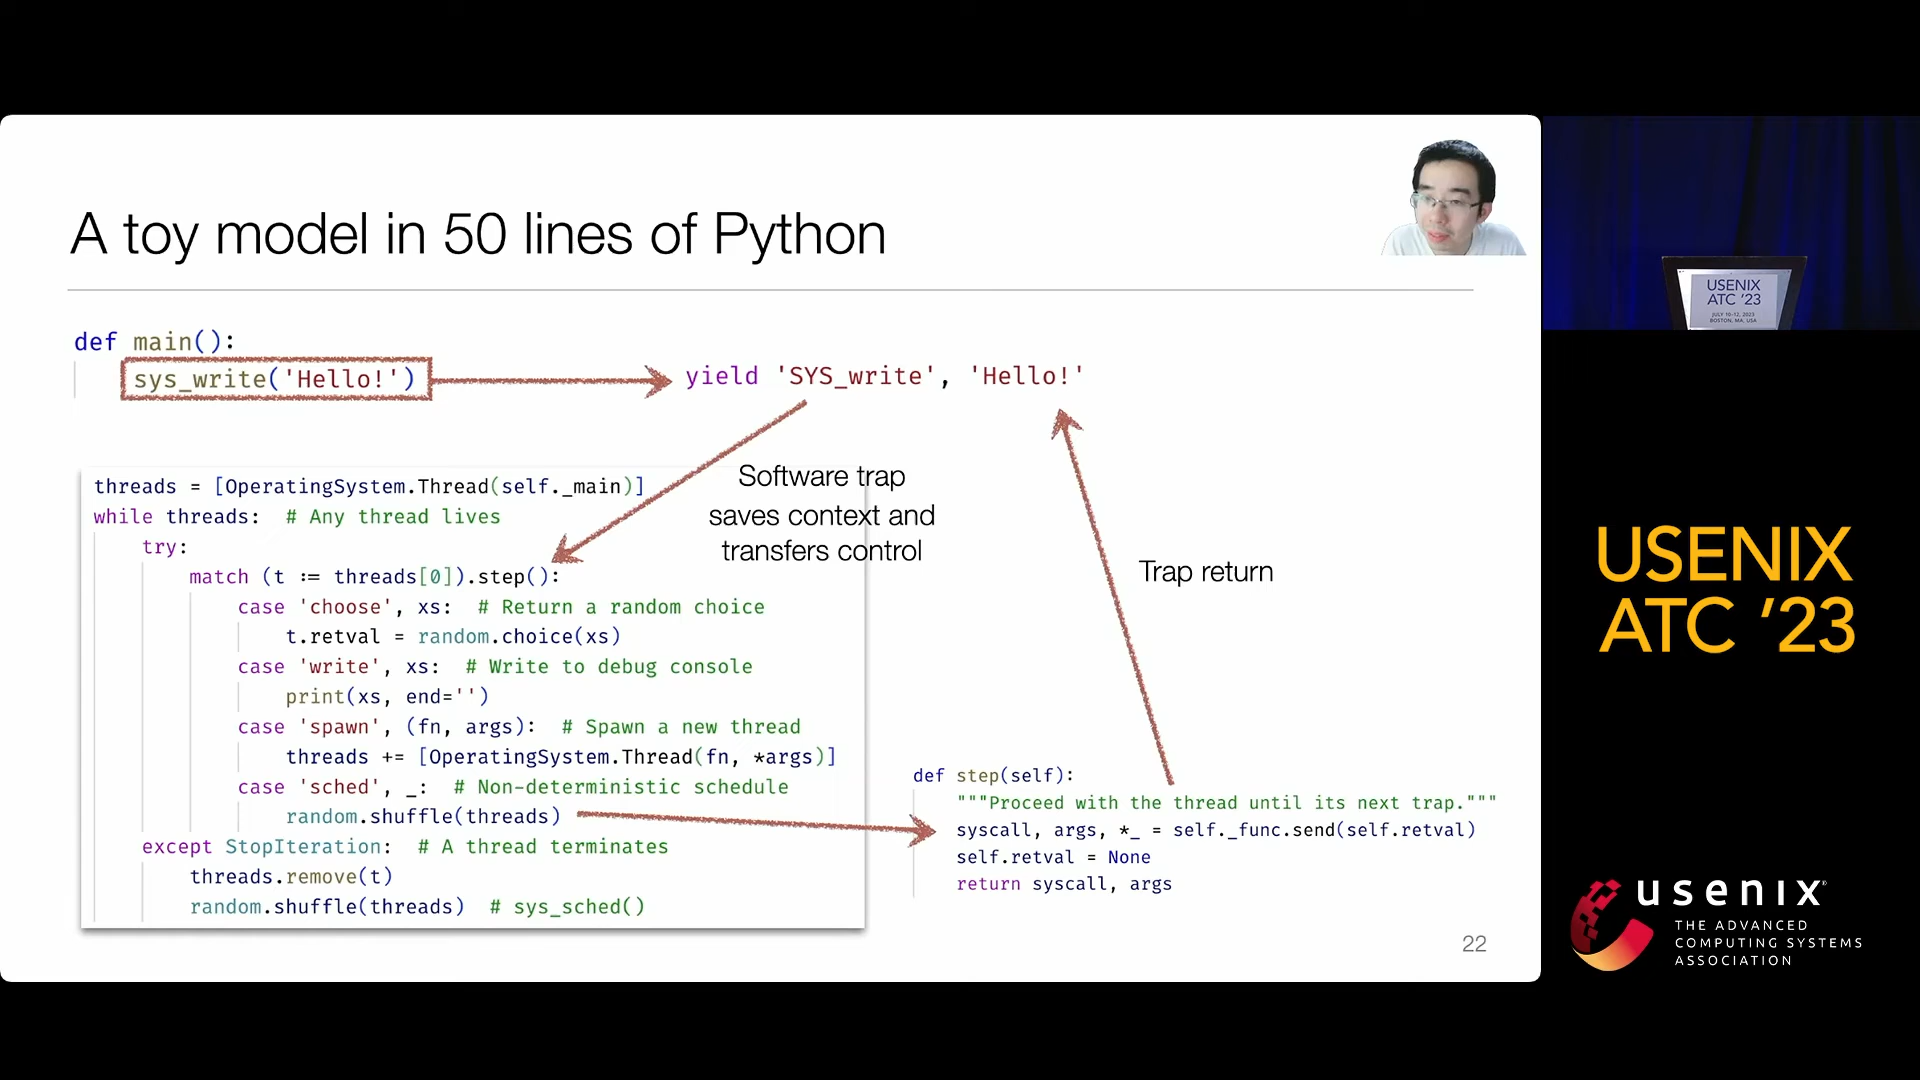 A toy model in 50 lines of Python
def main():
sys_write('Hello!')
yield 'SYS_write', 'Hello!'
Software trap
saves context and
transfers control
Trap return
threads = [OperatingSystem.Thread(self._main)]
while threads:  # Any thread lives
try:
match (t := threads[0]).step():
case 'choose', xs:  # Return a random choice
t.retval = random.choice(xs)
case 'write', xs:  # Write to debug console
print(xs, end='')
case 'spawn', (fn, args):  # Spawn a new thread
threads += [OperatingSystem.Thread(fn, *args)]
case 'sched', _:  # Non-deterministic schedule
random.shuffle(threads)
except StopIteration:  # A thread terminates
threads.remove(t)
random.shuffle(threads)  # sys_sched()
def step(self):
"""Proceed with the thread until its next trap."""
syscall, args, *_ = self._func.send(self.retval)
self.retval = None
return syscall, args
22
USENIX
ATC '23
JULY 10-12, 2023
BOSTON, MA, USA
USENIX
ATC '23
usenix®
THE ADVANCED
COMPUTING SYSTEMS
ASSOCIATION